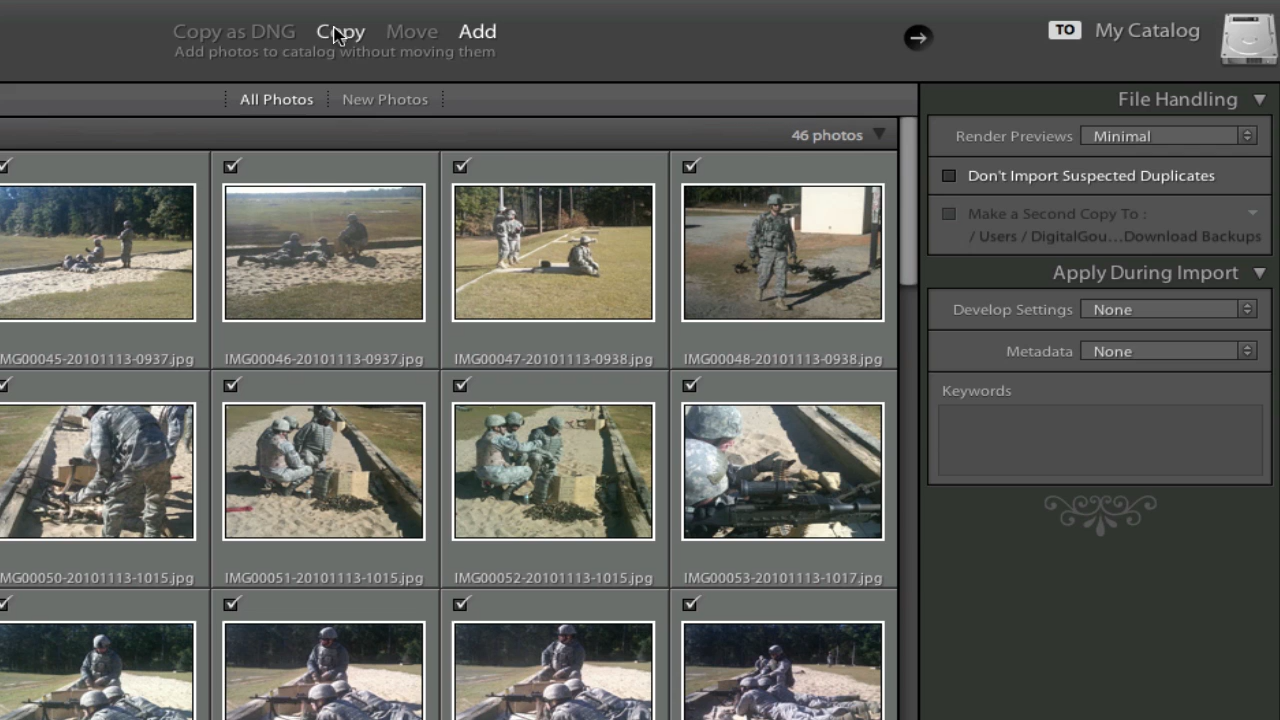 Copy as DNG Copy Move Add
Add photos to catalog without moving them
TO My Catalog
All Photos New Photos
46 photos
File Handling
Render Previews Minimal
Don't Import Suspected Duplicates
Make a Second Copy To :
/ Users / DigitalGou...Download Backups
Apply During Import
Develop Settings None
Metadata None
Keywords
MG00045-20101113-0937.jpg IMG00046-20101113-0937.jpg IMG00047-20101113-0938.jpg IMG00048-20101113-0938.jpg
MG00050-20101113-1015.jpg IMG00051-20101113-1015.jpg IMG00052-20101113-1015.jpg IMG00053-20101113-1017.jpg